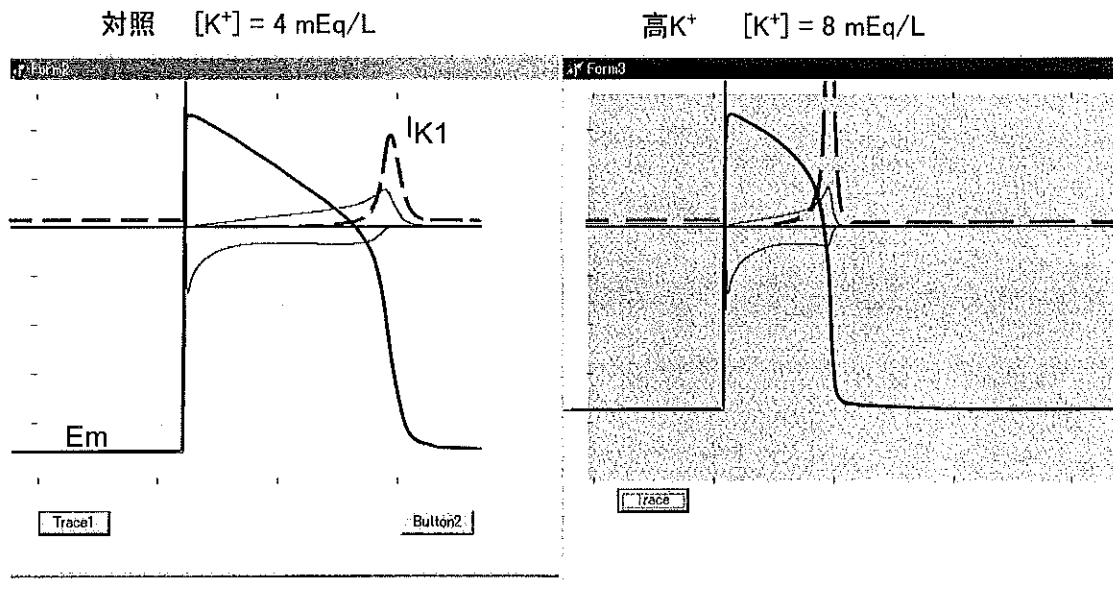 対照 [K⁺] = 4 mEq/L
高K⁺ [K⁺] = 8 mEq/L
Form2
Form3
IK1
Em
Trace1
Button2
Trace